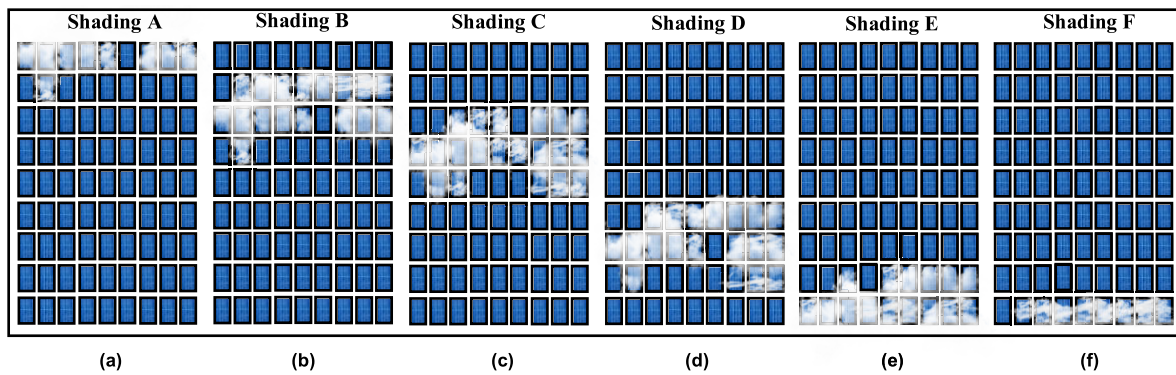 Shading A
Shading B
Shading C
Shading D
Shading E
Shading F
(a)
(b)
(c)
(d)
(e)
(f)